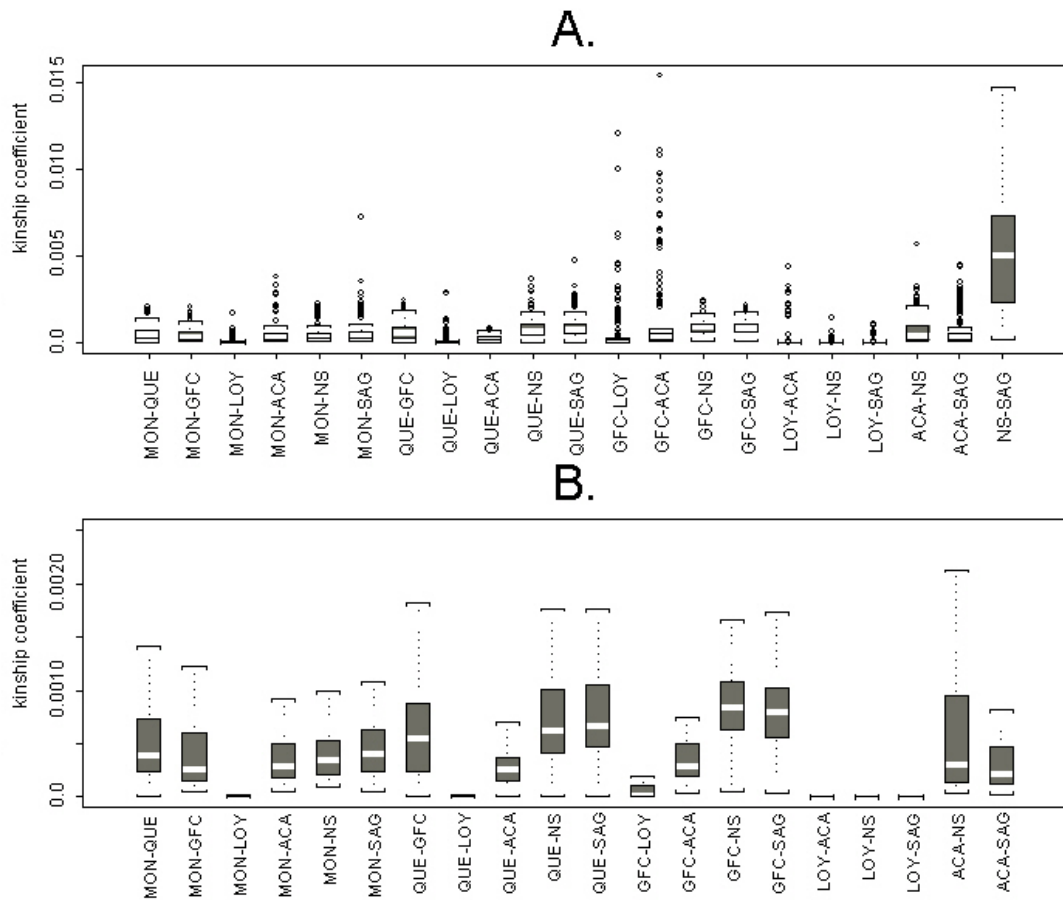 A.
kinship coefficient
0.015
0.010
0.005
0.0
MON-QUE
MON-GFC
MON-LOY
MON-ACA
MON-NS
MON-SAG
QUE-GFC
QUE-LOY
QUE-ACA
QUE-NS
QUE-SAG
GFC-LOY
GFC-ACA
GFC-NS
GFC-SAG
LOY-ACA
LOY-NS
LOY-SAG
ACA-NS
ACA-SAG
NS-SAG
B.
kinship coefficient
0.0020
0.0010
0.0
MON-QUE
MON-GFC
MON-LOY
MON-ACA
MON-NS
MON-SAG
QUE-GFC
QUE-LOY
QUE-ACA
QUE-NS
QUE-SAG
GFC-LOY
GFC-ACA
GFC-NS
GFC-SAG
LOY-ACA
LOY-NS
LOY-SAG
ACA-NS
ACA-SAG